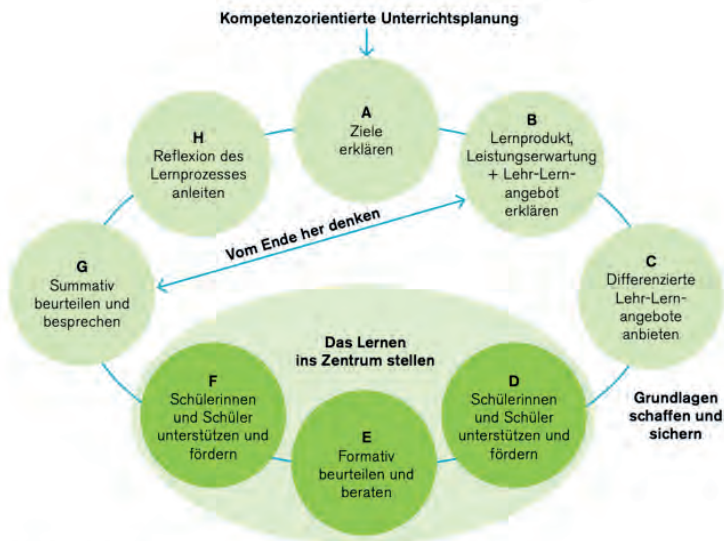 Kompetenzorientierte Unterrichtsplanung
A
Ziele
erklären
B
Lernprodukt,
Leistungserwartung
+ Lehr-Lern-
angebot
erklären
C
Differenzierte
Lehr-Lern-
angebote
anbieten
Grundlagen
schaffen und
sichern
D
Schülerinnen
und Schüler
unterstützen und
fördern
E
Formativ
beurteilen und
beraten
F
Schülerinnen
und Schüler
unterstützen und
fördern
Das Lernen
ins Zentrum stellen
G
Summativ
beurteilen und
besprechen
H
Reflexion des
Lernprozesses
anleiten
Vom Ende her denken